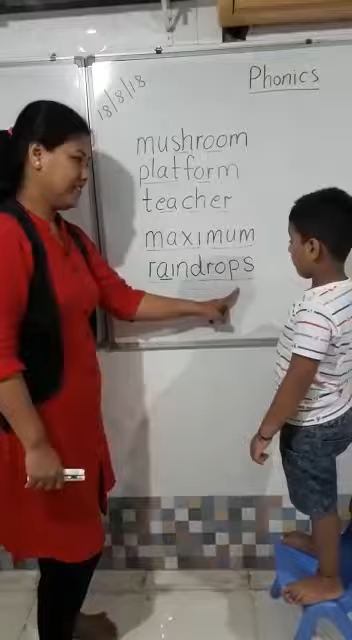 18/8/18
Phonics
mushroom
platform
teacher
maximum
raindrops